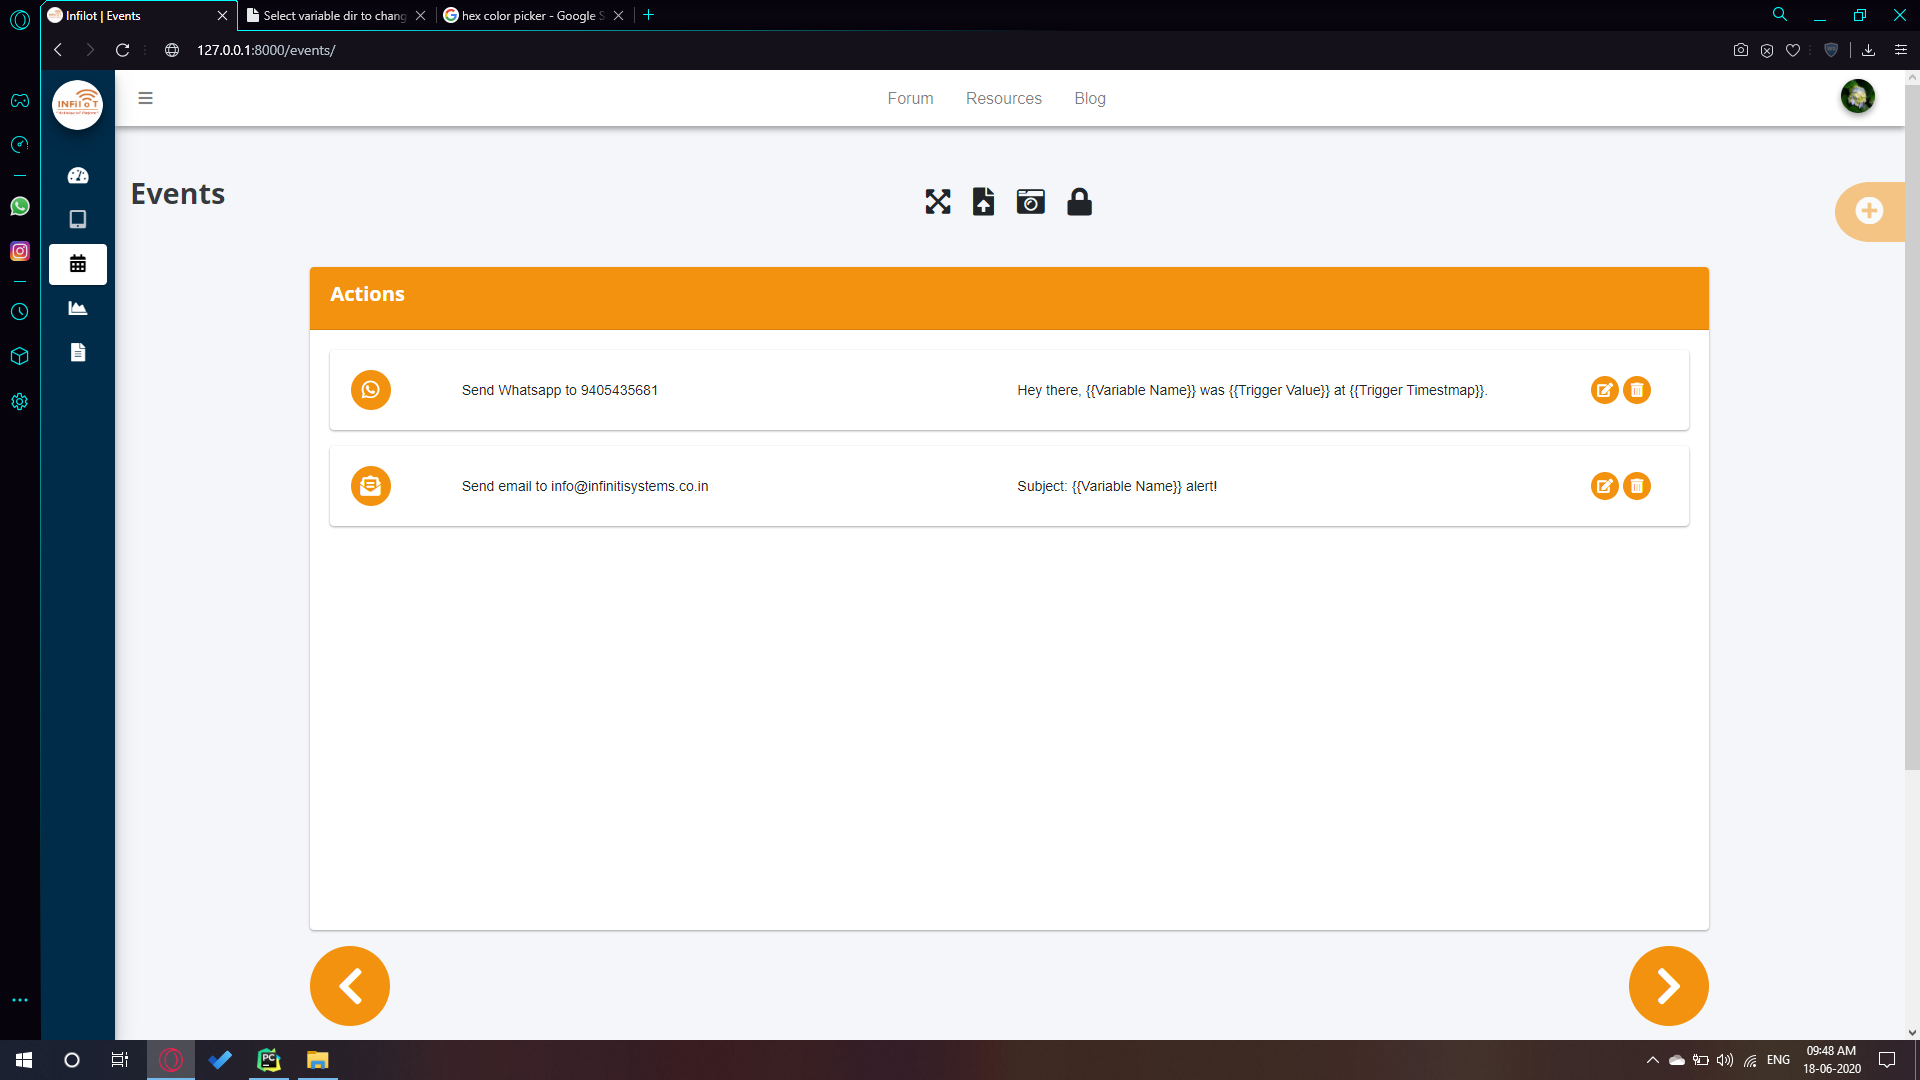 Infilot | Events
Select variable dir to chang
hex color picker - Google S
127.0.0.1:8000/events/
INFiIoT
Forum Resources Blog
Events
Actions
Send Whatsapp to 9405435681 Hey there, {{Variable Name}} was {{Trigger Value}} at {{Trigger Timestmap}}.
Send email to info@infinitisystems.co.in Subject: {{Variable Name}} alert!
PC
ENG
09:48 AM
18-06-2020